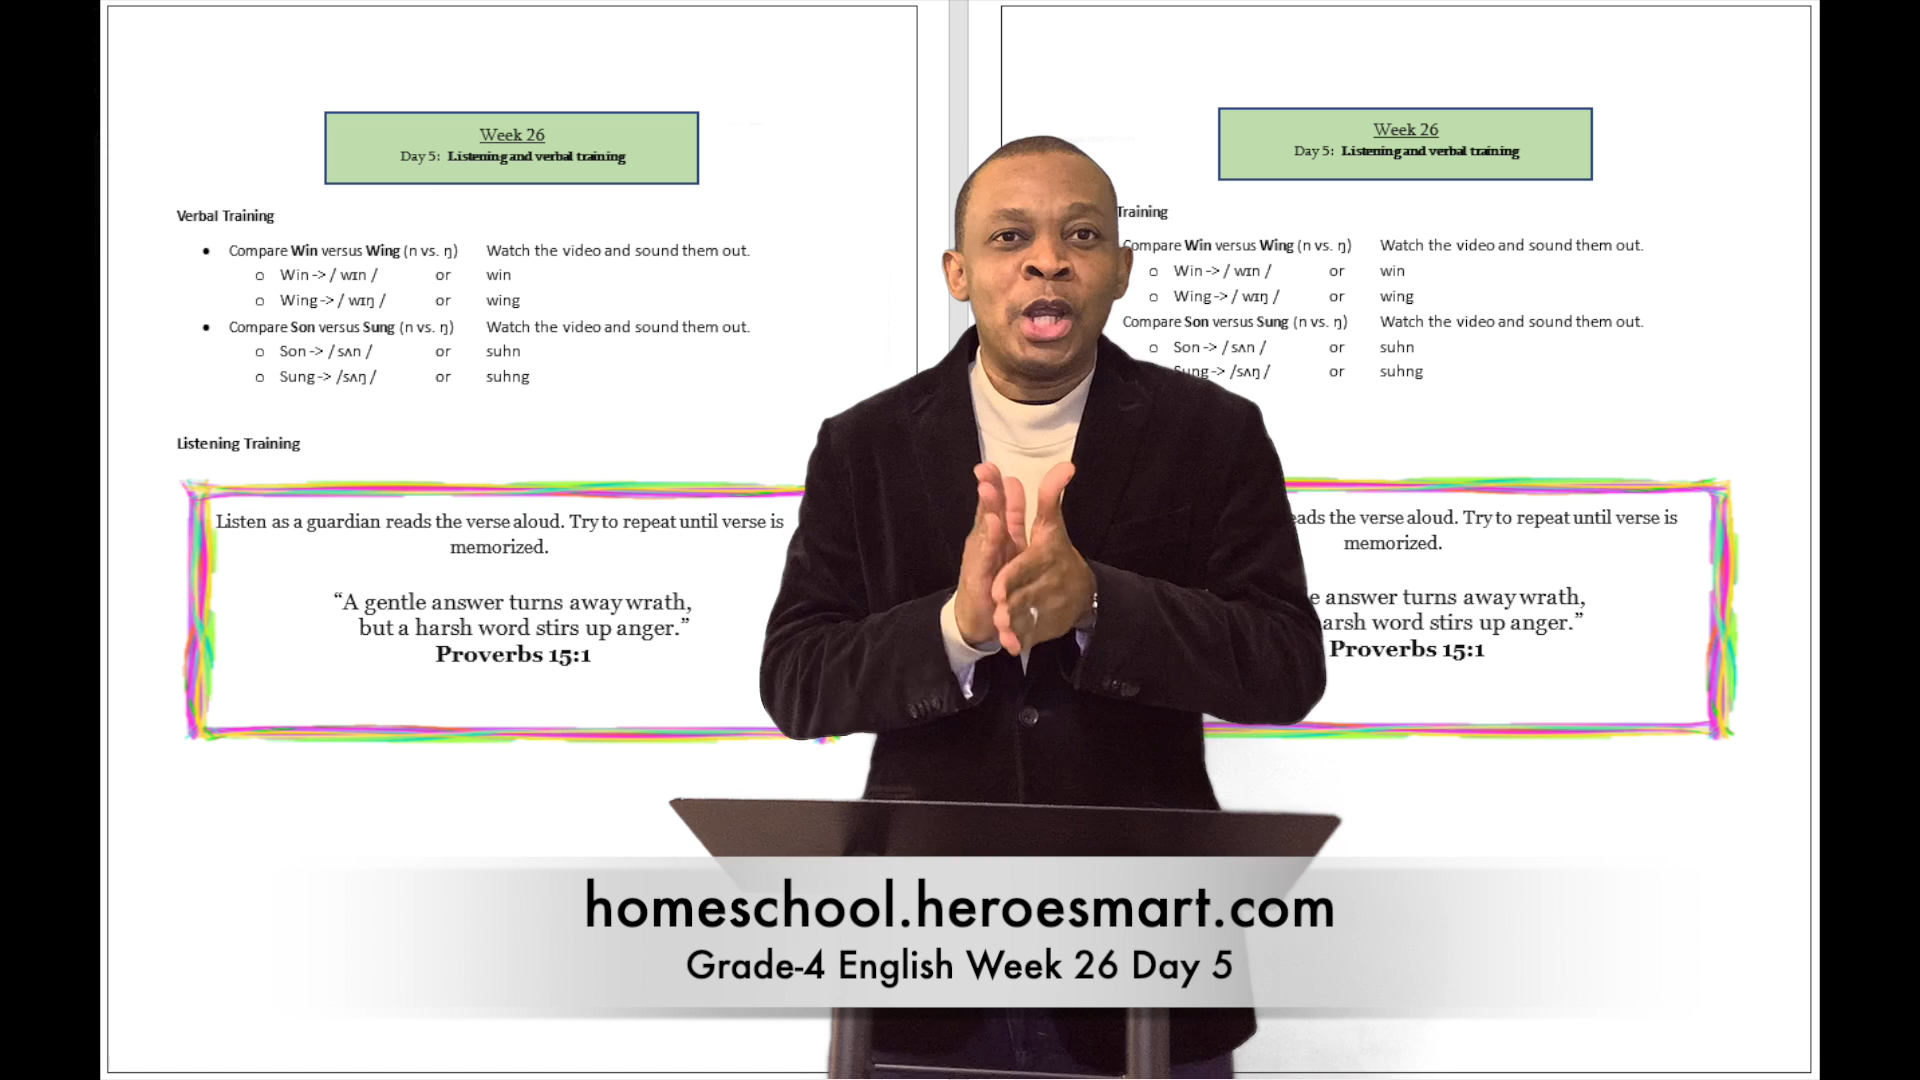 Week 26
Day 5: Listening and verbal training
Verbal Training
• Compare Win versus Wing (n vs. ŋ) Watch the video and sound them out.
o Win -> / wɪn / or win
o Wing -> / wɪŋ / or wing
• Compare Son versus Sung (n vs. ŋ) Watch the video and sound them out.
o Son -> / sʌn / or suhn
o Sung -> /sʌŋ / or suhng
Listening Training
Listen as a guardian reads the verse aloud. Try to repeat until verse is
memorized.
“A gentle answer turns away wrath,
but a harsh word stirs up anger.”
Proverbs 15:1
Week 26
Day 5: Listening and verbal training
Training
Compare Win versus Wing (n vs. ŋ) Watch the video and sound them out.
o Win -> / wɪn / or win
o Wing -> / wɪŋ / or wing
Compare Son versus Sung (n vs. ŋ) Watch the video and sound them out.
o Son -> / sʌn / or suhn
Sung -> /sʌŋ / or suhng
the verse aloud. Try to repeat until verse is
memorized.
answer turns away wrath,
word stirs up anger.”
Proverbs 15:1
homeschool.heroesmart.com
Grade-4 English Week 26 Day 5